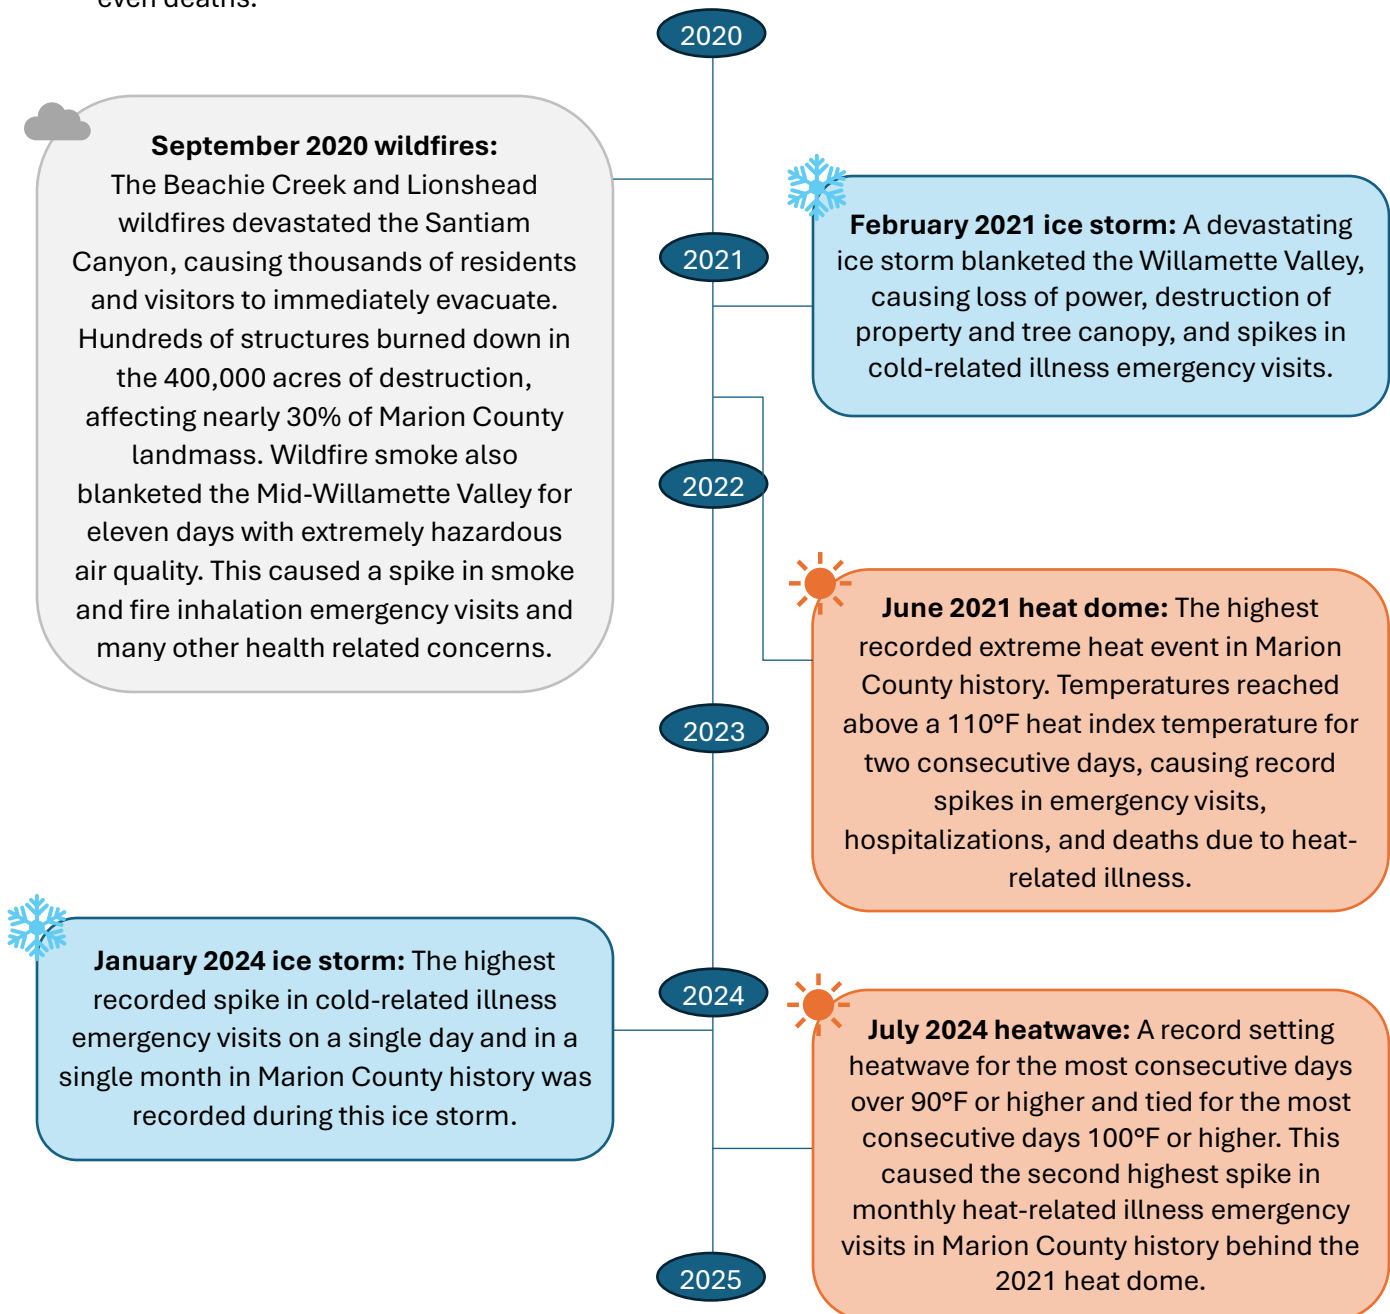 even deaths.
2020
September 2020 wildfires:
The Beachie Creek and Lionshead
wildfires devastated the Santiam
Canyon, causing thousands of residents
and visitors to immediately evacuate.
Hundreds of structures burned down in
the 400,000 acres of destruction,
affecting nearly 30% of Marion County
landmass. Wildfire smoke also
blanketed the Mid-Willamette Valley for
eleven days with extremely hazardous
air quality. This caused a spike in smoke
and fire inhalation emergency visits and
many other health related concerns.
2021
February 2021 ice storm: A devastating
ice storm blanketed the Willamette Valley,
causing loss of power, destruction of
property and tree canopy, and spikes in
cold-related illness emergency visits.
2022
June 2021 heat dome: The highest
recorded extreme heat event in Marion
County history. Temperatures reached
above a 110°F heat index temperature for
two consecutive days, causing record
spikes in emergency visits,
hospitalizations, and deaths due to heat-
related illness.
2023
January 2024 ice storm: The highest
recorded spike in cold-related illness
emergency visits on a single day and in a
single month in Marion County history was
recorded during this ice storm.
2024
July 2024 heatwave: A record setting
heatwave for the most consecutive days
over 90°F or higher and tied for the most
consecutive days 100°F or higher. This
caused the second highest spike in
monthly heat-related illness emergency
visits in Marion County history behind the
2021 heat dome.
2025